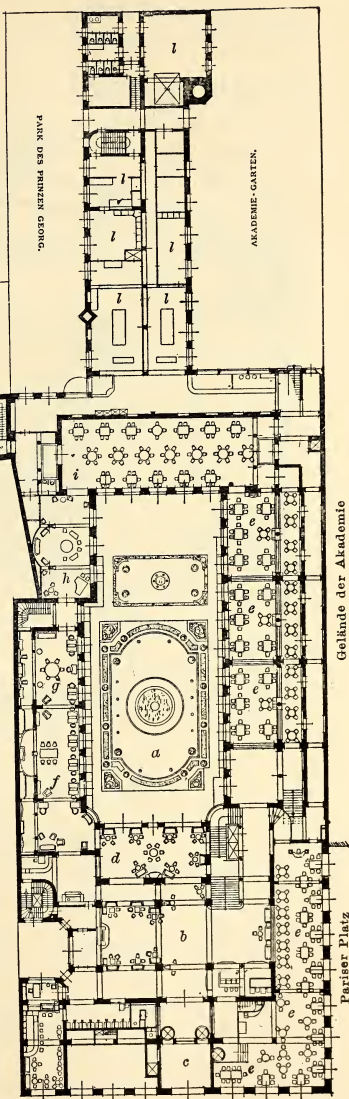 l
PARK DES PRINZEN GEORG.
AKADEMIE-GARTEN.
l
l
l
l
l
i
e
h
e
Gelände der Akademie
g
e
a
f
d
e
b
Pariser Platz
e
c
e